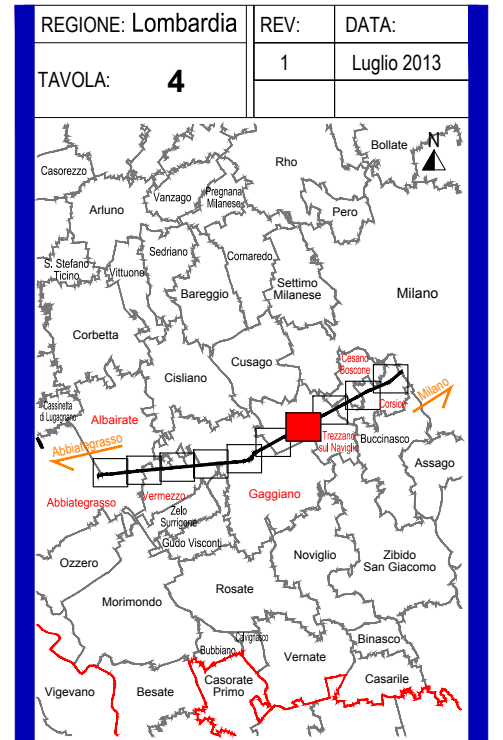 REGIONE: Lombardia
REV:
DATA:
TAVOLA: 4
1
Luglio 2013
Bollate
N
Rho
Casorezzo
Vanzago
Pregnana
Milanese
Arluno
Pero
Sedriano
Cornaredo
S. Stefano
Ticino
Vittuone
Bareggio
Settimo
Milanese
Milano
Corbetta
Cusago
Cesano
Boscone
Cisliano
Milano
Cassinetta
di Lugagnano
Corsico
Albairate
Trezzano
sul Naviglio
Buccinasco
Abbiategrasso
Assago
Abbiategrasso
Vermezzo
Gaggiano
Zelo
Surrigone
Gudo Visconti
Noviglio
Zibido
San Giacomo
Ozzero
Rosate
Morimondo
Calvignasco
Binasco
Bubbiano
Vernate
Vigevano
Besate
Casorate
Primo
Casarile